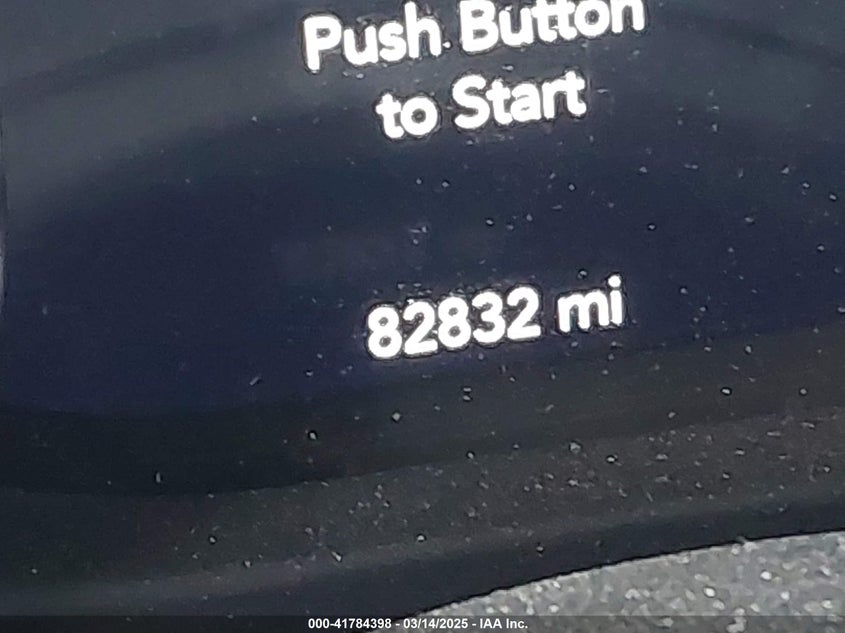 Push Button
to Start
82832 mi
000-41784398 - 03/14/2025 - IAA Inc.